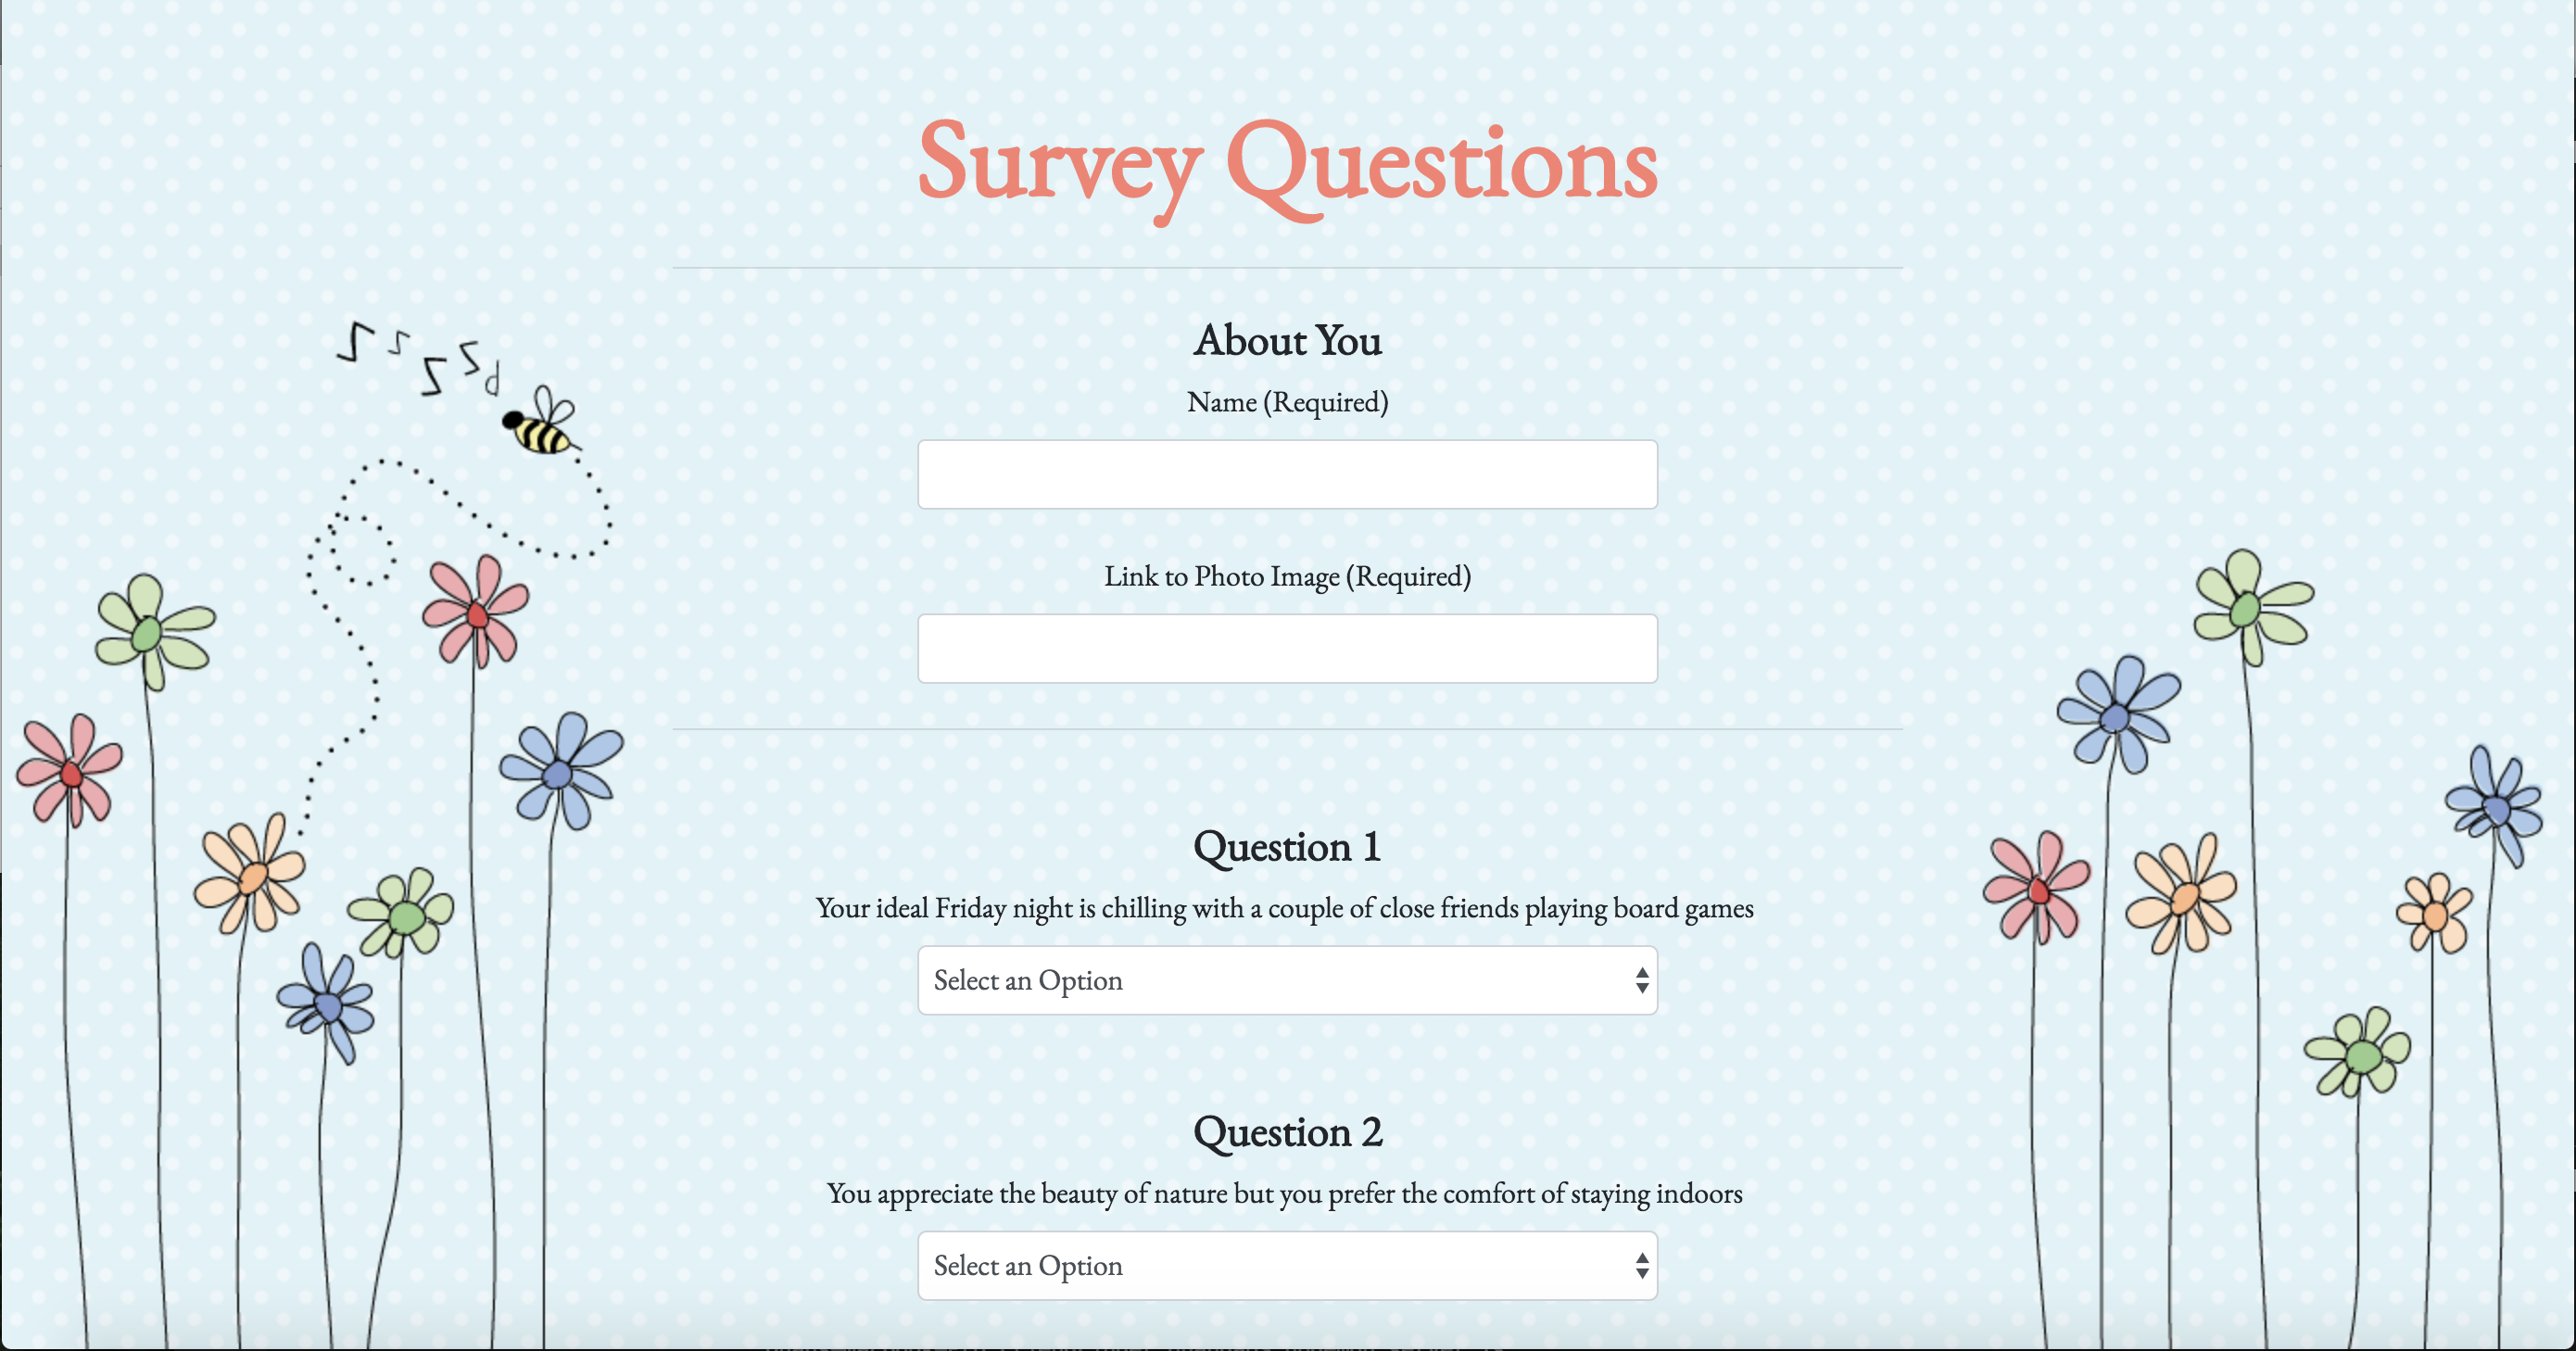 Survey Questions
About You
Name (Required)
Link to Photo Image (Required)
Question 1
Your ideal Friday night is chilling with a couple of close friends playing board games
Select an Option
Question 2
You appreciate the beauty of nature but you prefer the comfort of staying indoors
Select an Option